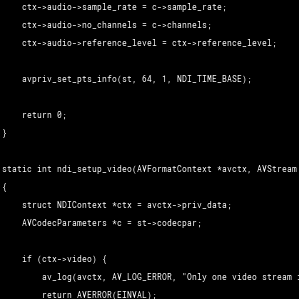 ctx->audio->sample_rate = c->sample_rate;
ctx->audio->no_channels = c->channels;
ctx->audio->reference_level = ctx->reference_level;
avpriv_set_pts_info(st, 64, 1, NDI_TIME_BASE);
return 0;
}
static int ndi_setup_video(AVFormatContext *avctx, AVStream
{
struct NDIContext *ctx = avctx->priv_data;
AVCodecParameters *c = st->codecpar;
if (ctx->video) {
av_log(avctx, AV_LOG_ERROR, "Only one video stream
return AVERROR(EINVAL);